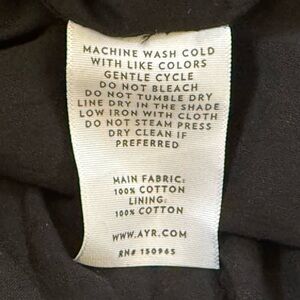 MACHINE WASH COLD
WITH LIKE COLORS
GENTLE CYCLE
DO NOT BLEACH
DO NOT TUMBLE DRY
LINE DRY IN THE SHADE
LOW IRON WITH CLOTH
DO NOT STEAM PRESS
DRY CLEAN IF
PREFERRED
MAIN FABRIC:
100% COTTON
LINING:
100% COTTON
WWW.AYR.COM
RN# 150965